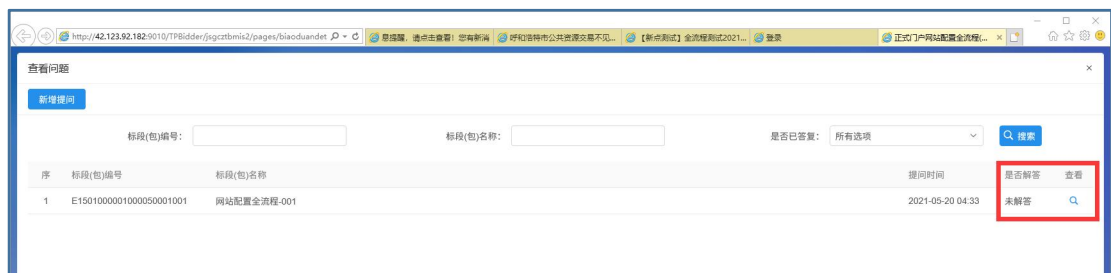 http://42.123.92.182:9010/TPBidder/jsgcztbmis2/pages/biaoduandet
息提醒，请点击查看！您有新消
呼和浩特市公共资源交易不见...
【新点测试】全流程测试2021...
登录
正式门户网站配置全流程(...
查看问题
新增提问
标段(包)编号：
标段(包)名称：
是否已答复： 所有选项
搜索
序 标段(包)编号 标段(包)名称 提问时间 是否解答 查看
1 E1501000001000050001001 网站配置全流程-001 2021-05-20 04:33 未解答